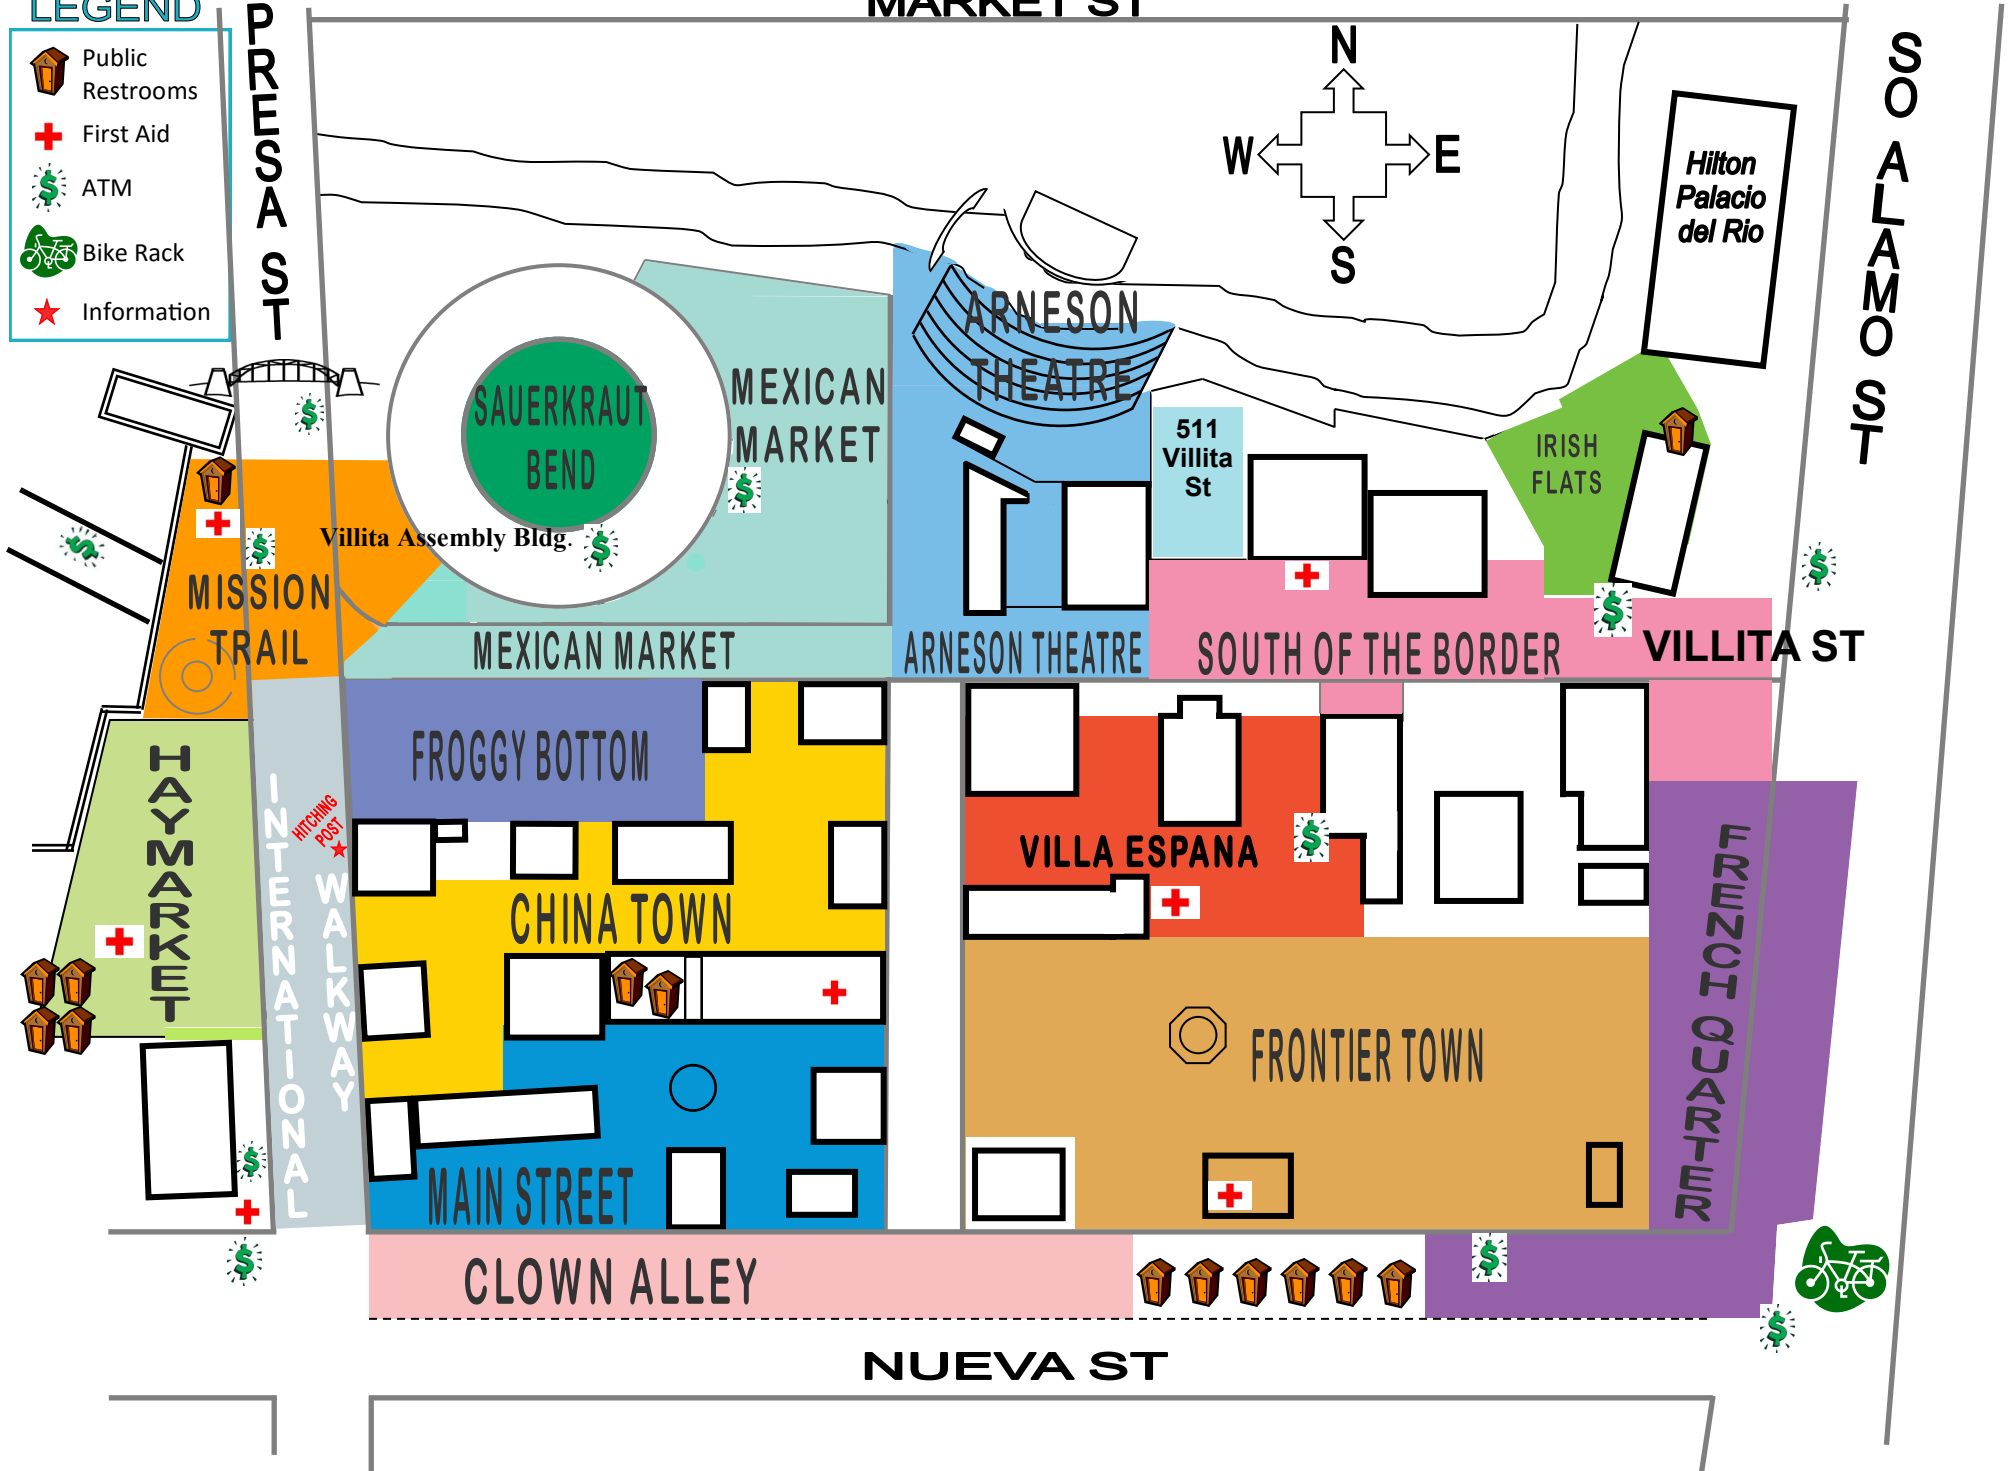 LEGEND
Public
Restrooms
First Aid
ATM
Bike Rack
Information
PRESA ST
MARKET ST
N
W
E
S
SO ALAMO ST
Hilton
Palacio
del Rio
ARNESON
THEATRE
SAUERKRAUT
BEND
MEXICAN
MARKET
511
Villita
St
IRISH
FLATS
Villita Assembly Bldg.
MISSION
TRAIL
MEXICAN MARKET
ARNESON THEATRE
SOUTH OF THE BORDER
VILLITA ST
FROGGY BOTTOM
HAYMARKET
INTERNATIONAL
WALKWAY
HITCHING
POST
VILLA ESPANA
CHINA TOWN
FRENCH QUARTER
FRONTIER TOWN
MAIN STREET
CLOWN ALLEY
NUEVA ST